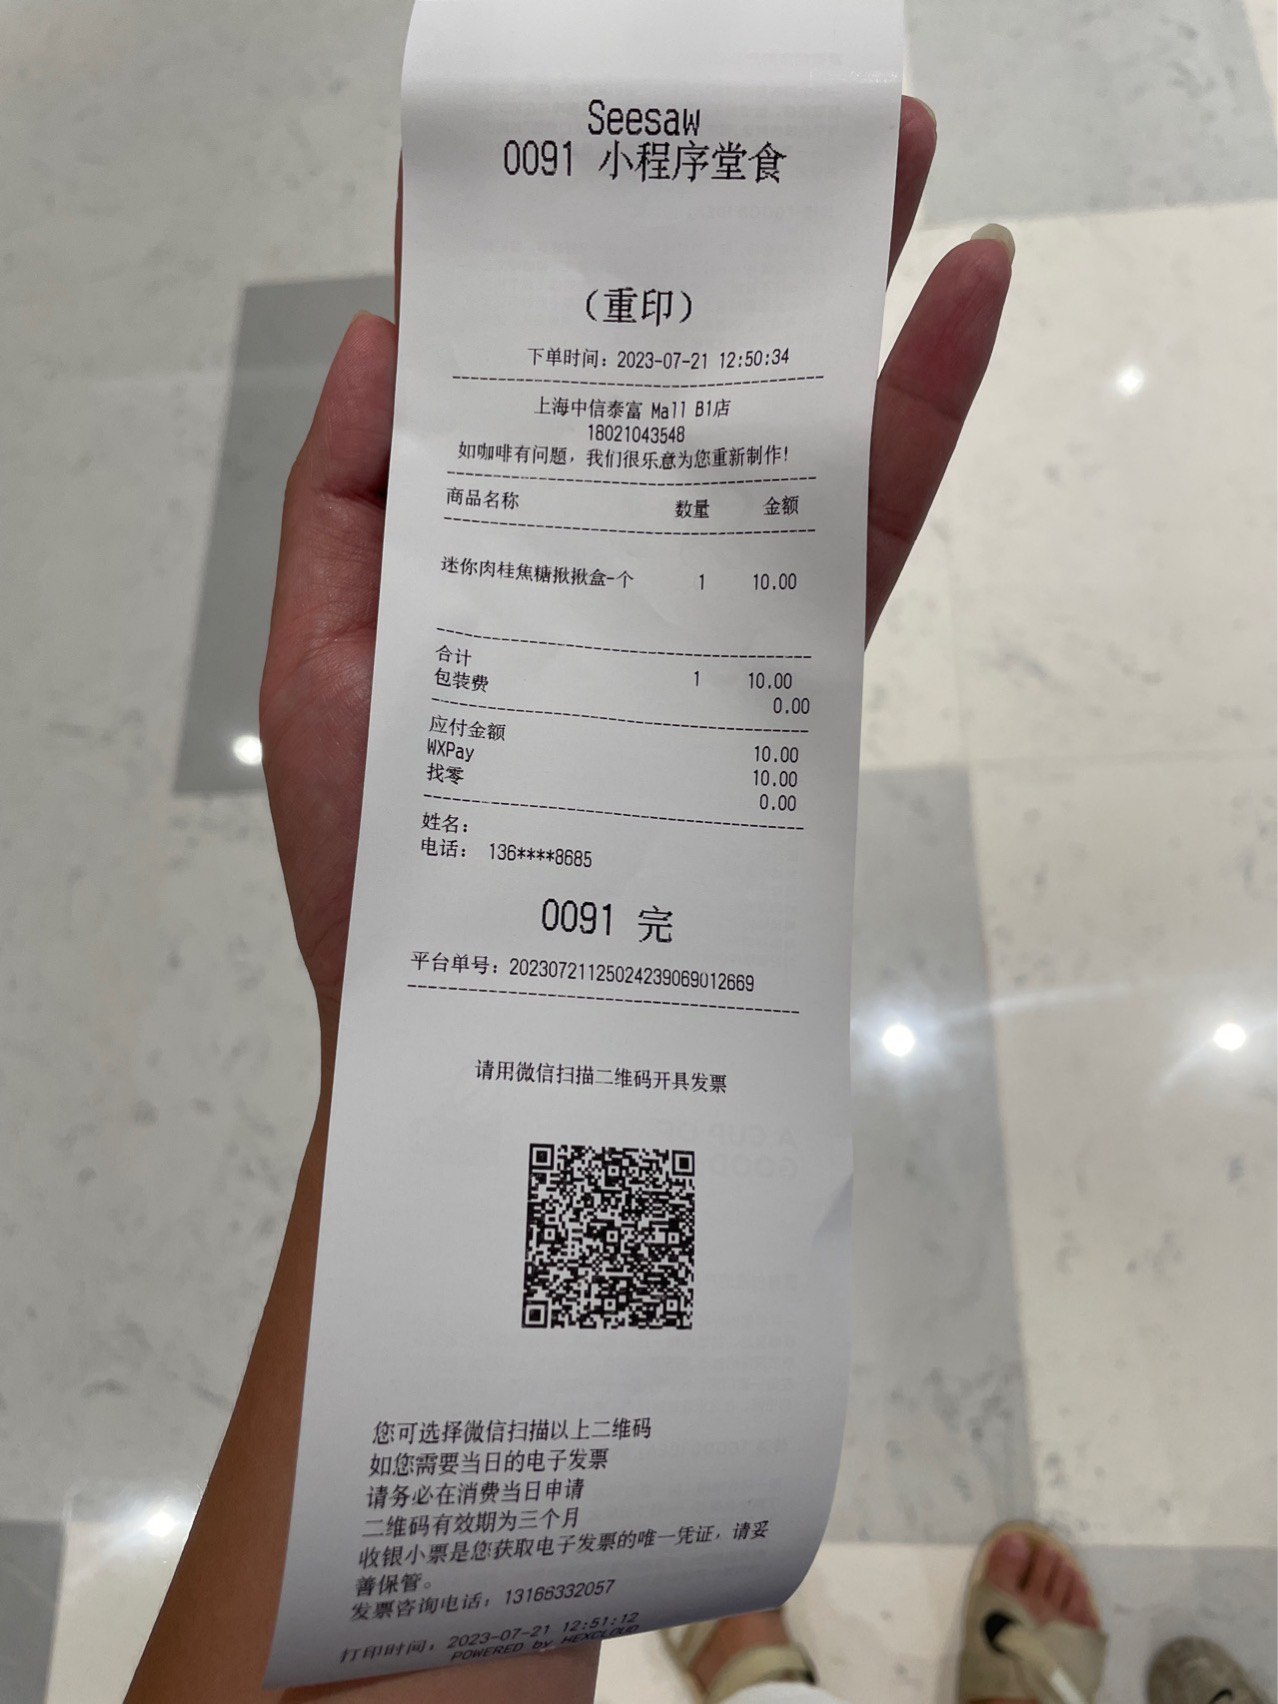 Seesaw
0091 小程序堂食
（重印）
下单时间：2023-07-21 12:50:34
上海中信泰富 Mall B1店
18021043548
如咖啡有问题，我们很乐意为您重新制作!
商品名称 数量 金额
迷你肉桂焦糖揪揪盒-个 1 10.00
合计 1 10.00
包装费 0.00
应付金额 10.00
WXPay 10.00
找零 0.00
姓名：
电话： 136****8685
0091 完
平台单号：20230721125024239069012669
请用微信扫描二维码开具发票
您可选择微信扫描以上二维码
如您需要当日的电子发票
请务必在消费当日申请
二维码有效期为三个月
收银小票是您获取电子发票的唯一凭证，请妥
善保管。
发票咨询电话：13166332057
打印时间：2023-07-21 12:51:12
POWERED by HEXCLOUD